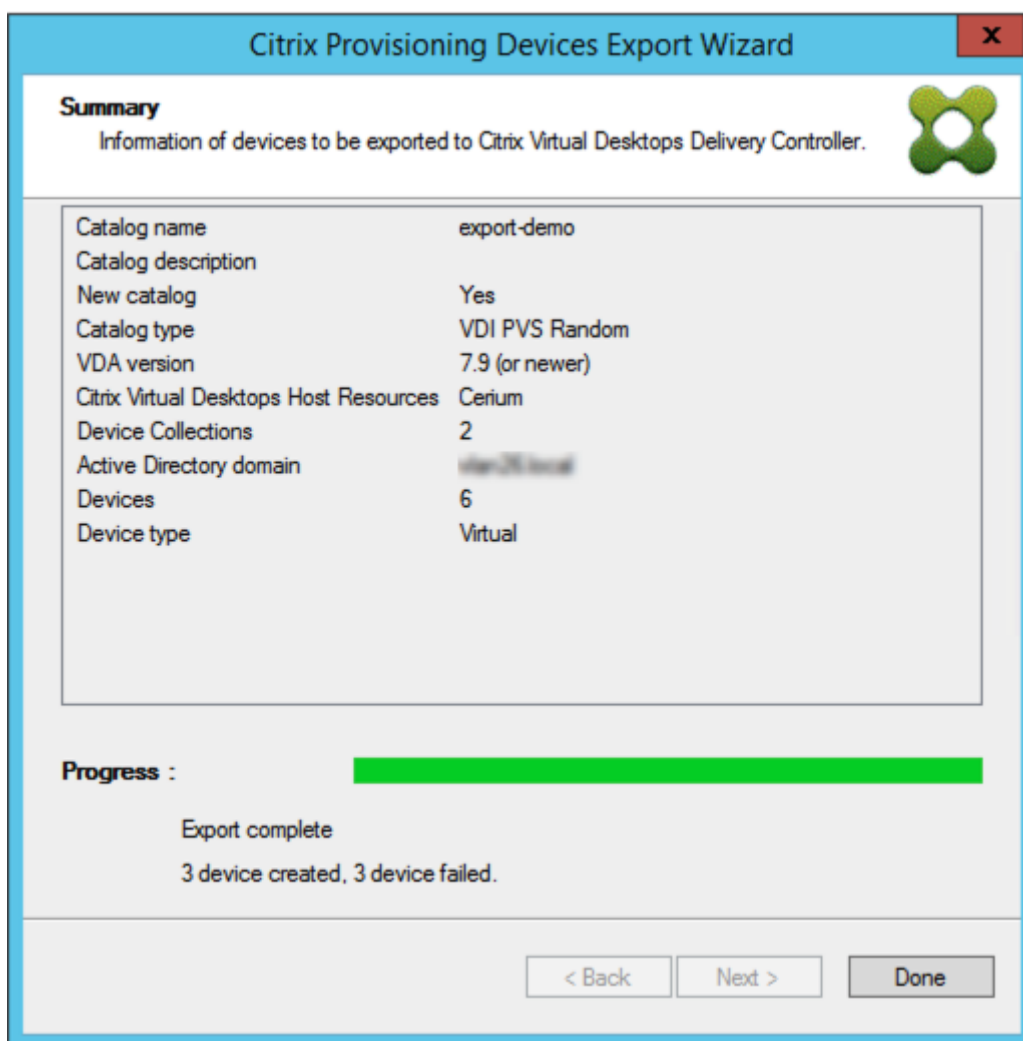 Citrix Provisioning Devices Export Wizard
x
Summary
Information of devices to be exported to Citrix Virtual Desktops Delivery Controller.
Catalog name export-demo
Catalog description
New catalog Yes
Catalog type VDI PVS Random
VDA version 7.9 (or newer)
Citrix Virtual Desktops Host Resources Cerium
Device Collections 2
Active Directory domain
Devices 6
Device type Virtual
Progress :
Export complete
3 device created, 3 device failed.
< Back Next > Done